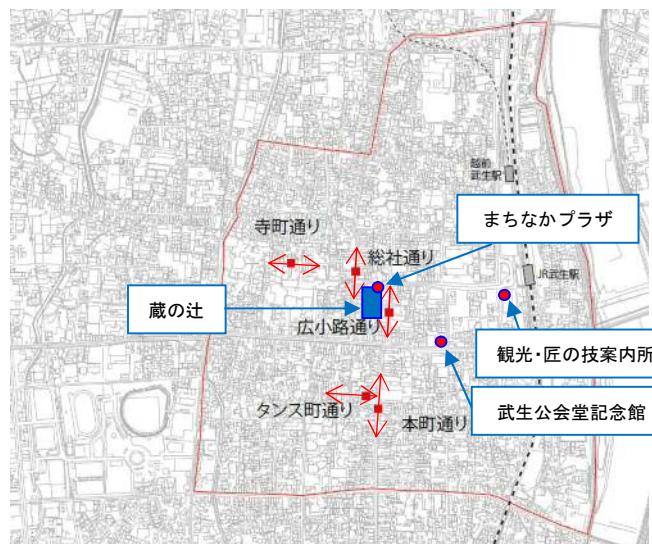 越前
武生駅
まちなかプラザ
寺町通り
総社通り
JR武生駅
蔵の辻
広小路通り
観光・匠の技案内所
タンス町通り
本町通り
武生公会堂記念館